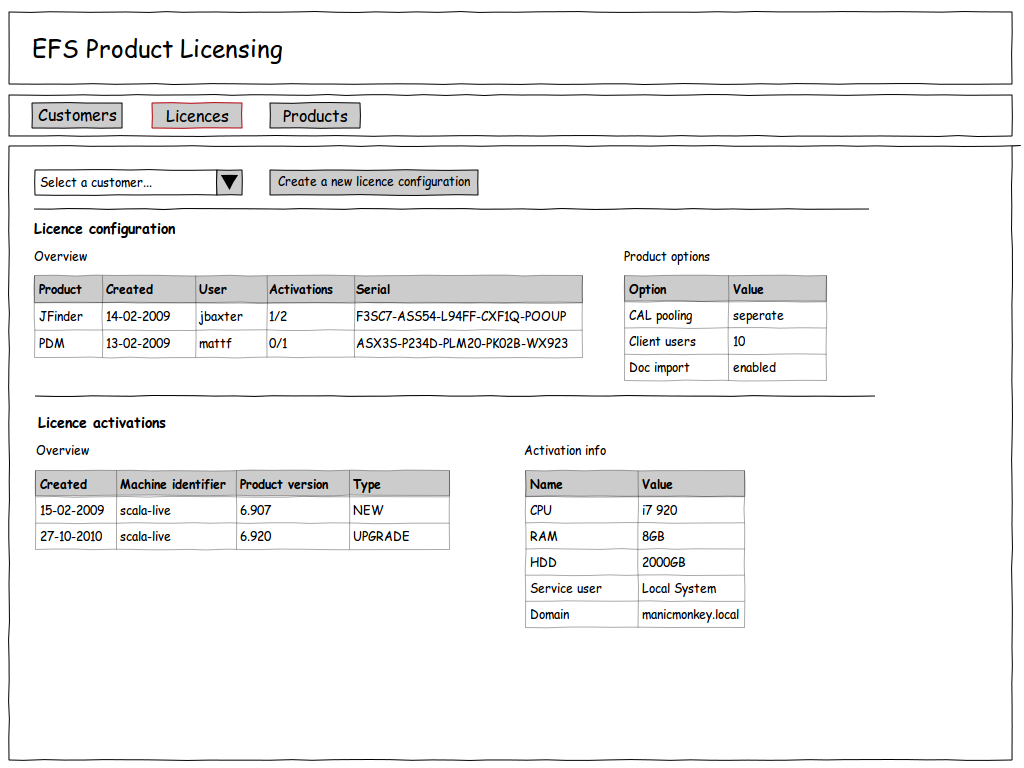 EFS Product Licensing
Customers Licences Products
Select a customer... Create a new licence configuration
Licence configuration
Overview
Product Created User Activations Serial
JFinder 14-02-2009 jbaxter 1/2 F3SC7-ASS54-L94FF-CXF1Q-POOUP
PDM 13-02-2009 mattf 0/1 ASX3S-P234D-PLM20-PK02B-WX923
Product options
Option Value
CAL pooling seperate
Client users 10
Doc import enabled
Licence activations
Overview
Created Machine identifier Product version Type
15-02-2009 scala-live 6.907 NEW
27-10-2010 scala-live 6.920 UPGRADE
Activation info
Name Value
CPU i7 920
RAM 8GB
HDD 2000GB
Service user Local System
Domain manicmonkey.local